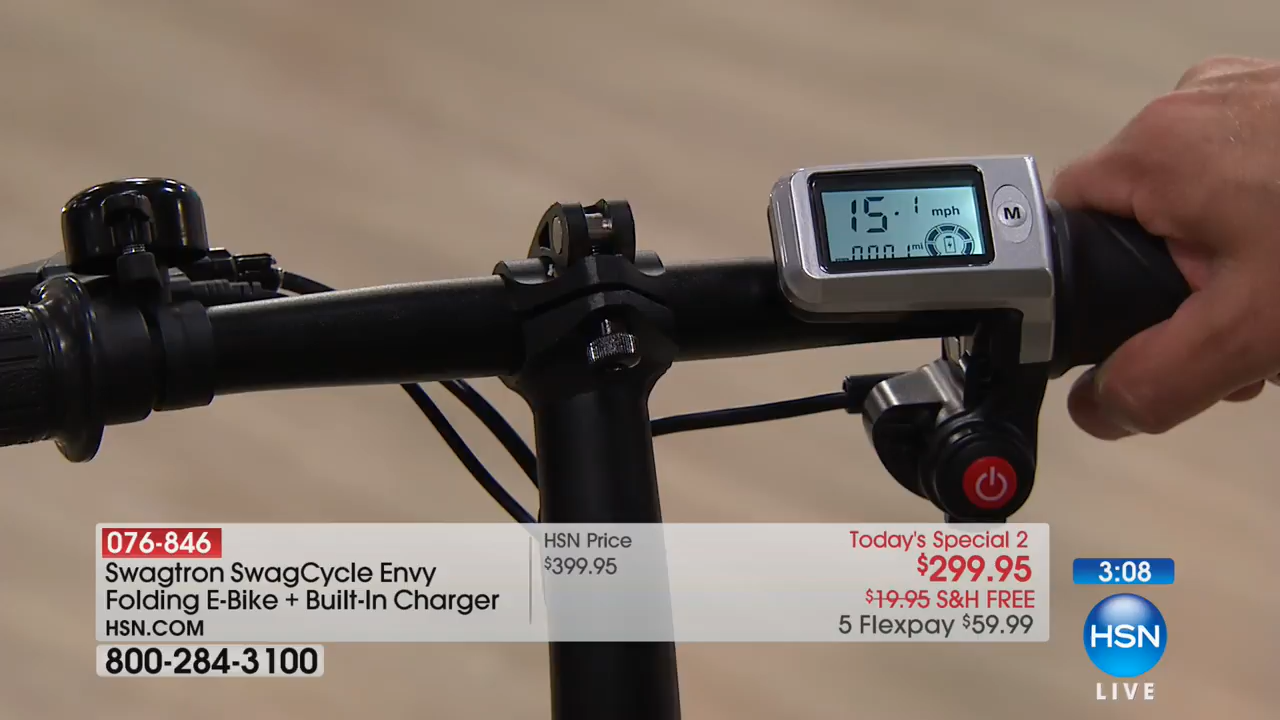 15.1 mph
0001 mi
M
076-846
Swagtron SwagCycle Envy
Folding E-Bike + Built-In Charger
HSN.COM
800-284-3100
HSN Price
$399.95
Today's Special 2
$299.95
$19.95 S&H FREE
5 Flexpay $59.99
3:08
HSN
LIVE